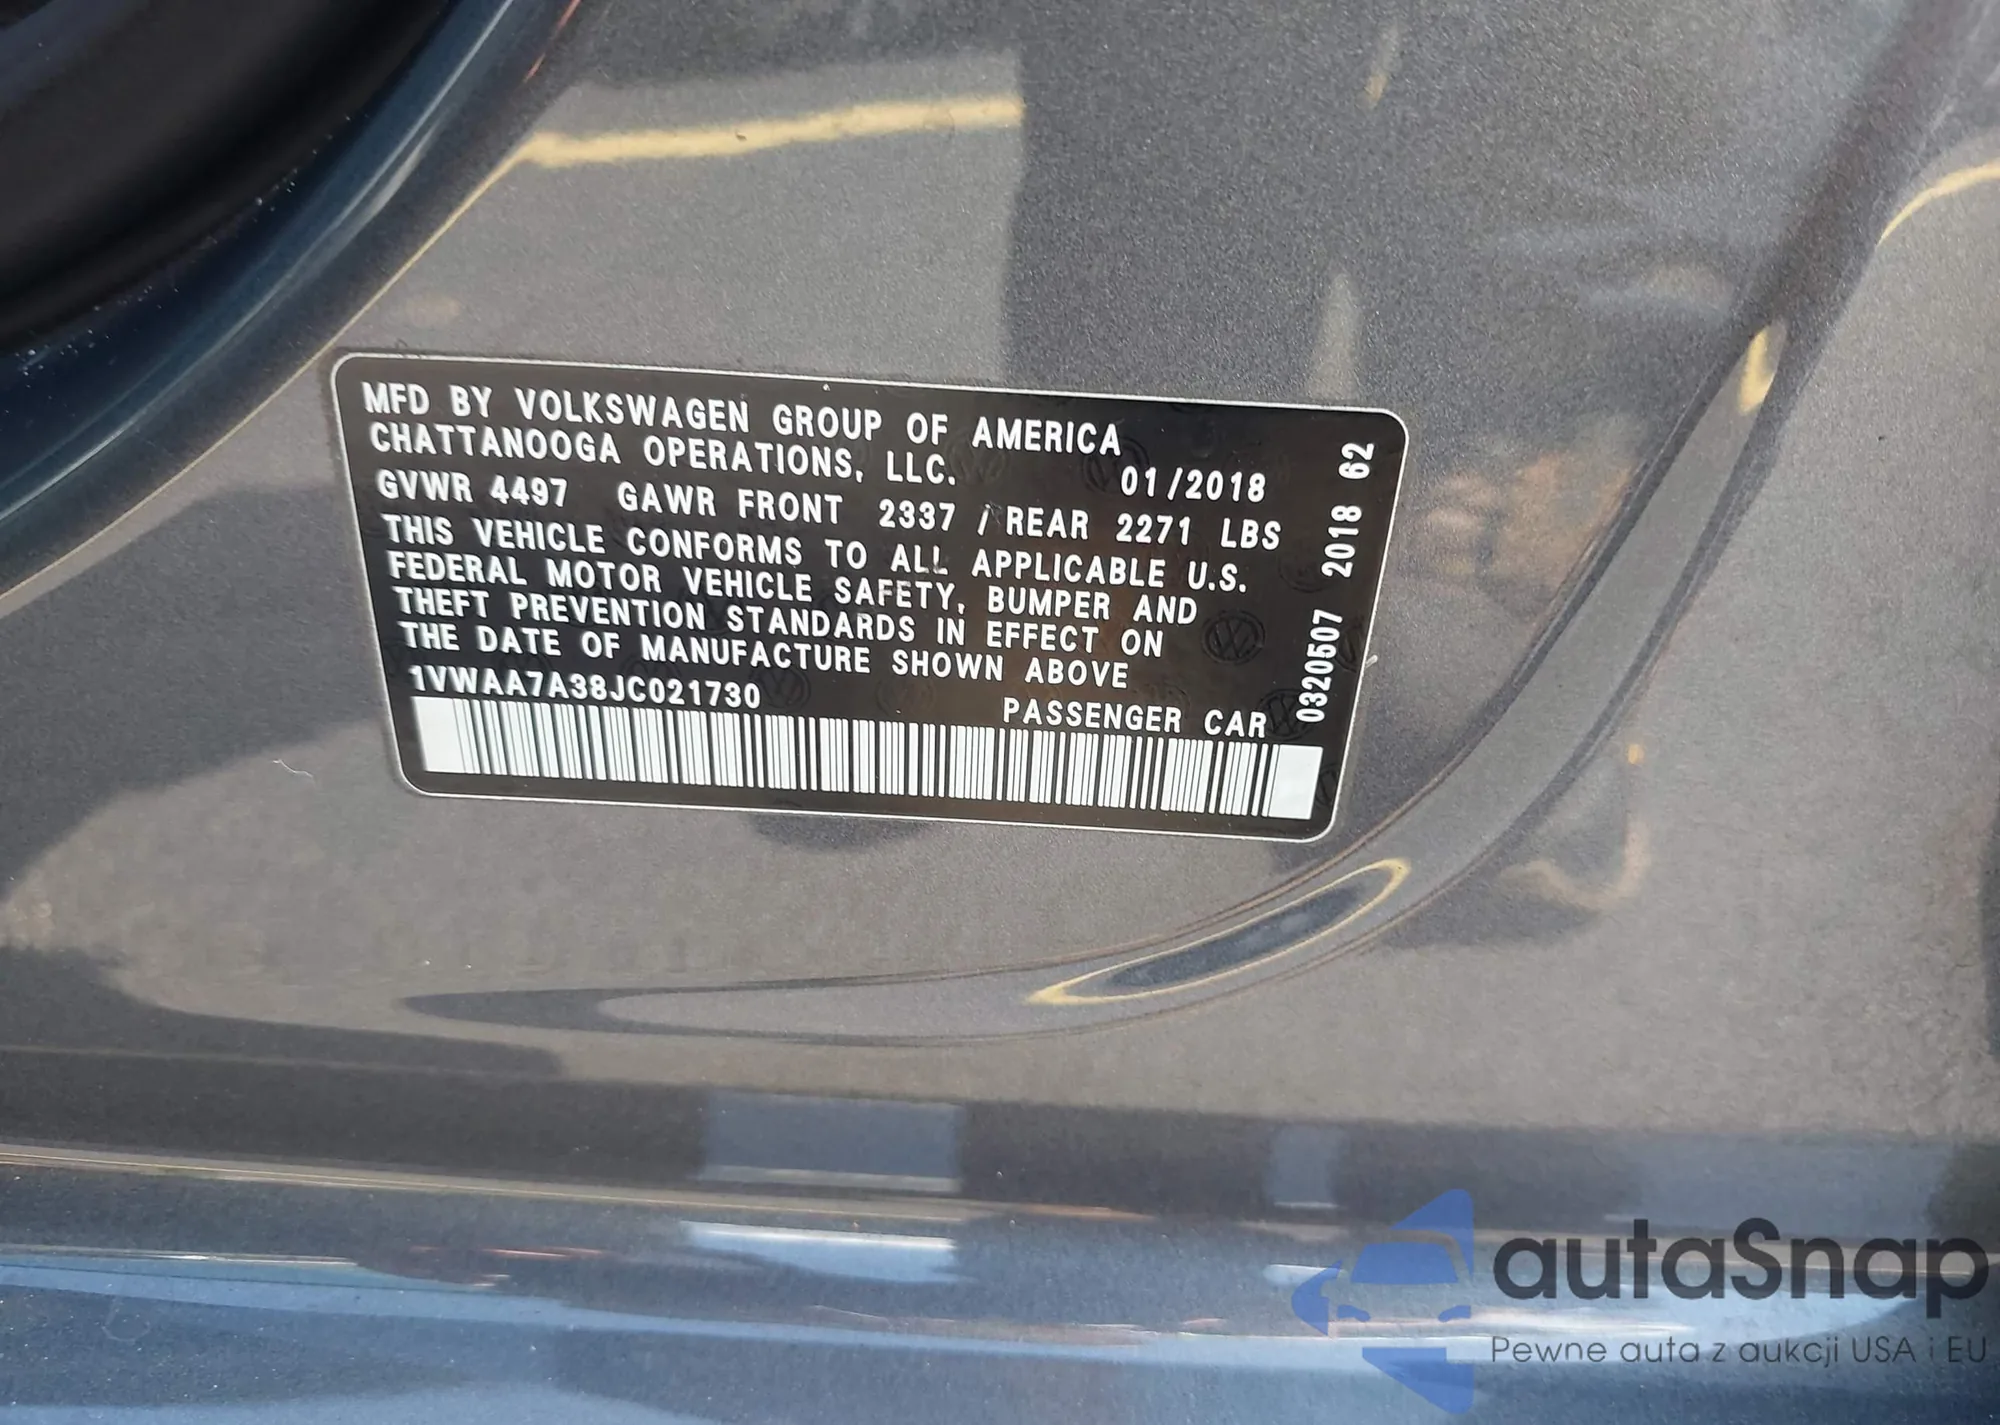 MFD BY VOLKSWAGEN GROUP OF AMERICA
CHATTANOOGA OPERATIONS, LLC.
01/2018
GVWR 4497 GAWR FRONT 2337 / REAR 2271 LBS
THIS VEHICLE CONFORMS TO ALL APPLICABLE U.S.
FEDERAL MOTOR VEHICLE SAFETY, BUMPER AND
THEFT PREVENTION STANDARDS IN EFFECT ON
THE DATE OF MANUFACTURE SHOWN ABOVE
1VWAA7A38JC021730
PASSENGER CAR
0320507 2018 62
autaSnap
Pewne auta z aukcji USA i EU